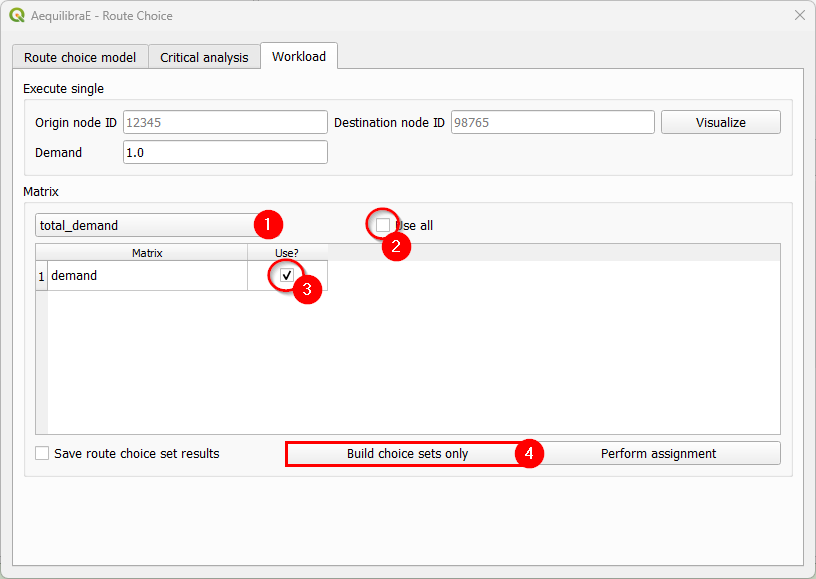 AequilibraE - Route Choice
Route choice model Critical analysis Workload
Execute single
Origin node ID 12345 Destination node ID 98765 Visualize
Demand 1.0
Matrix
total_demand 1 Use all
2
Matrix Use?
1 demand
3
Save route choice set results Build choice sets only 4 Perform assignment